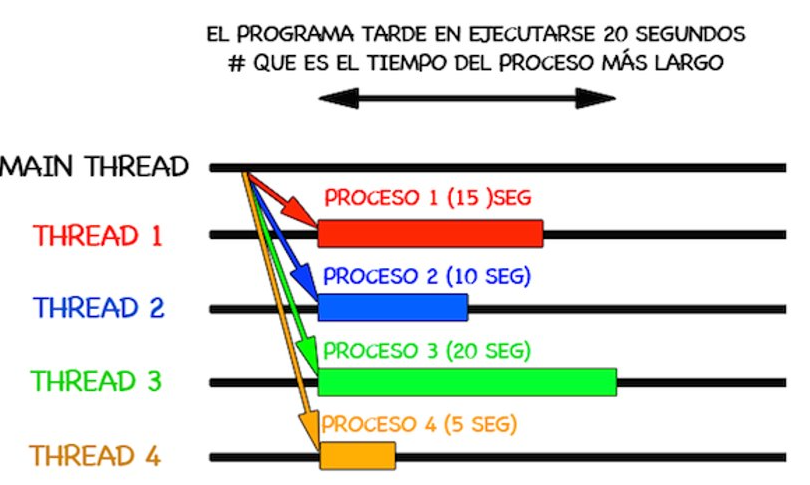 EL PROGRAMA TARDE EN EJECUTARSE 20 SEGUNDOS
# QUE ES EL TIEMPO DEL PROCESO MÁS LARGO
MAIN THREAD
PROCESO 1 (15 )SEG
THREAD 1
PROCESO 2 (10 SEG)
THREAD 2
PROCESO 3 (20 SEG)
THREAD 3
PROCESO 4 (5 SEG)
THREAD 4